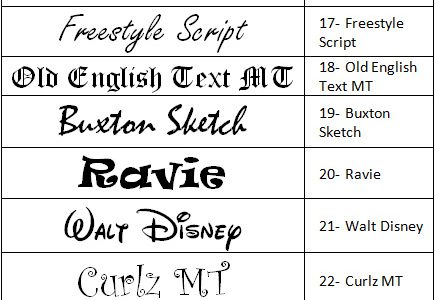 Freestyle Script
17- Freestyle
Script
Old English Text MT
18- Old English
Text MT
Buxton Sketch
19- Buxton
Sketch
Ravie
20- Ravie
Walt Disney
21- Walt Disney
Curlz MT
22- Curlz MT